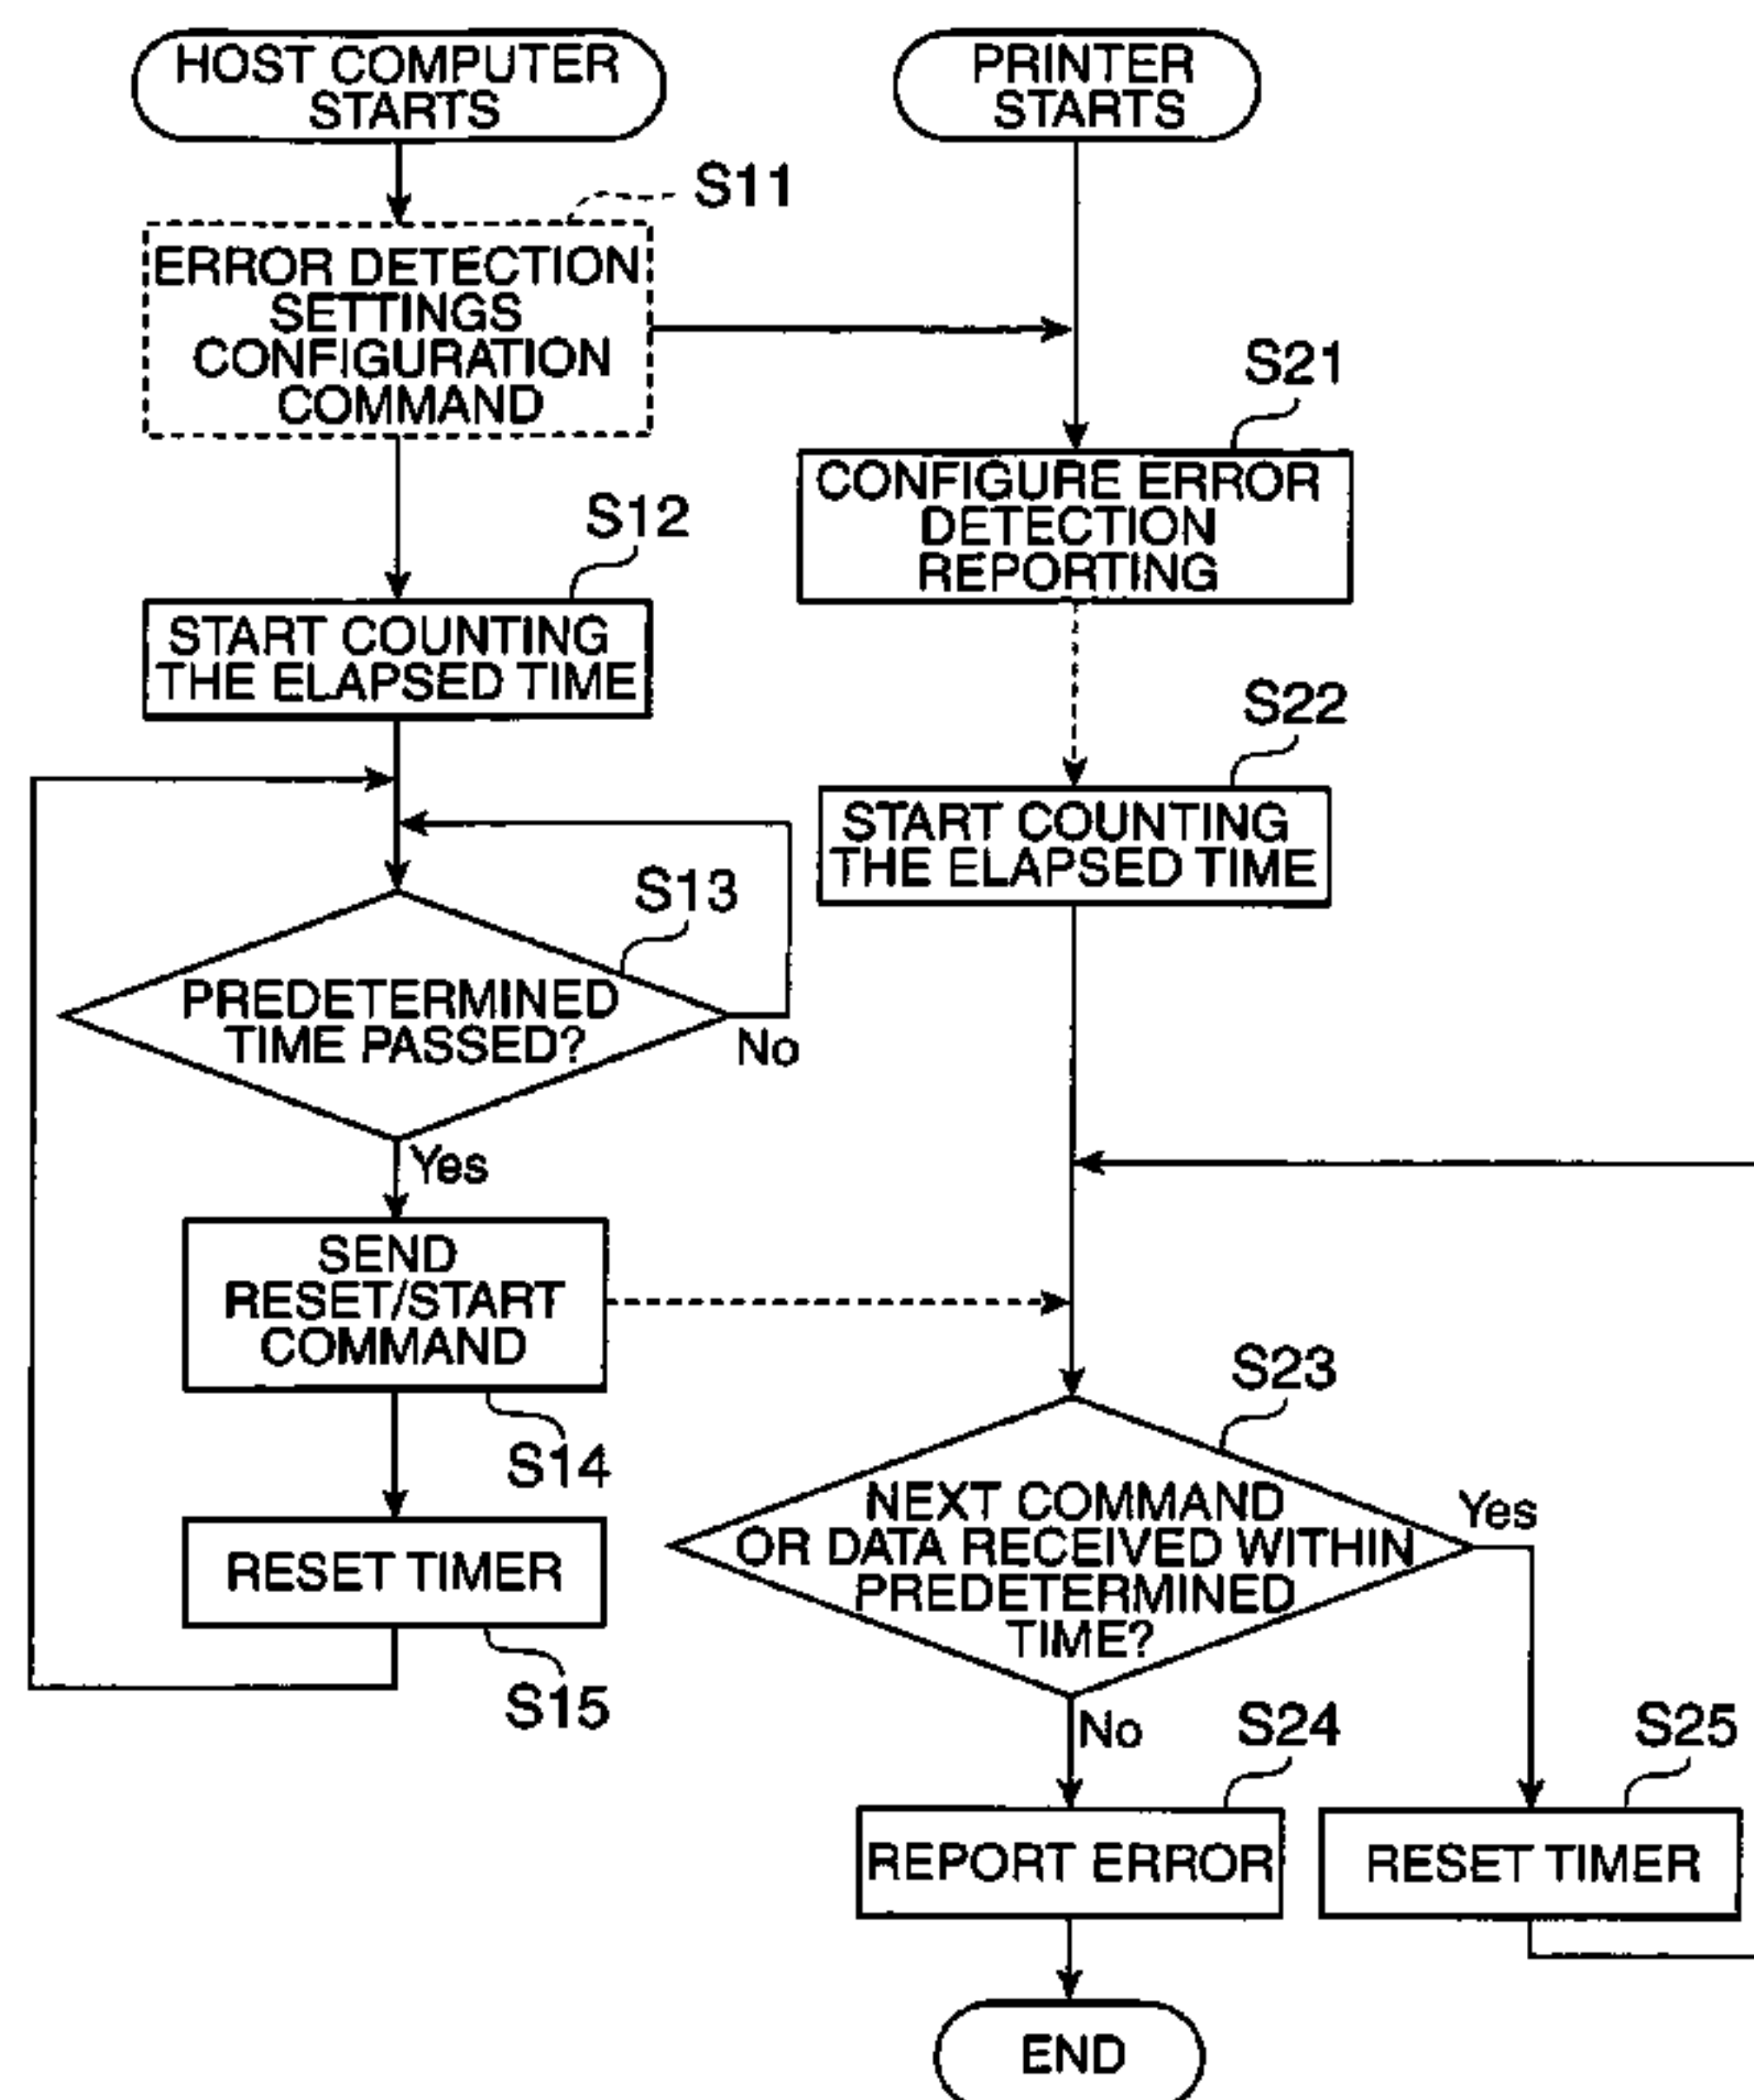 HOST COMPUTER
STARTS
PRINTER
STARTS
S11
ERROR DETECTION
SETTINGS
CONFIGURATION
COMMAND
S21
CONFIGURE ERROR
DETECTION
REPORTING
S12
START COUNTING
THE ELAPSED TIME
S22
START COUNTING
THE ELAPSED TIME
S13
PREDETERMINED
TIME PASSED?
No
Yes
SEND
RESET/START
COMMAND
S14
RESET TIMER
S15
S23
NEXT COMMAND
OR DATA RECEIVED WITHIN
PREDETERMINED
TIME?
Yes
No
S24
S25
REPORT ERROR
RESET TIMER
END